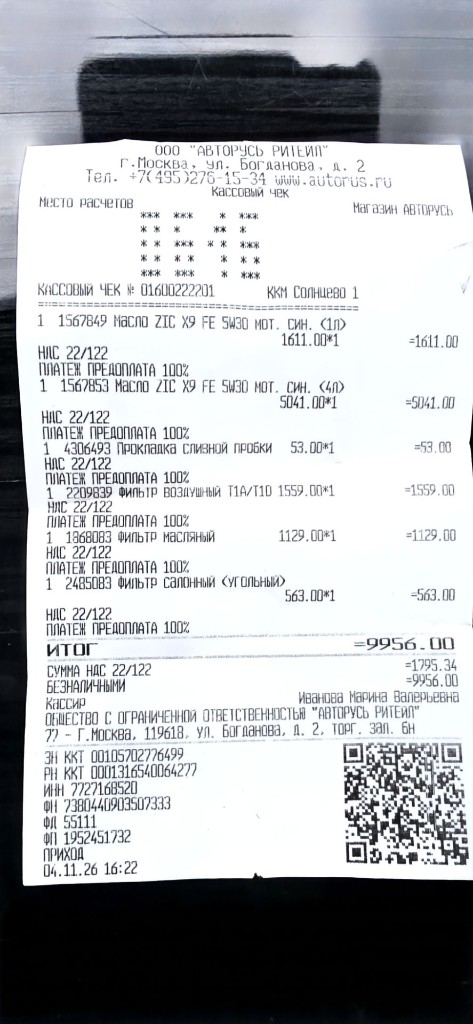 ООО "АВТОРУСЬ РИТЕЙЛ"
г.Москва, ул. Богданова, д. 2
Тел. +7(495)276-15-34 www.autorus.ru
Кассовый чек
Место расчетов Магазин АВТОРУСЬ
*** *** * ***
* * * ** *
*** *** * * ***
* * * * *
*** *** * ***
КАССОВЫЙ ЧЕК № 01600222201 ККМ Солнцево 1
1 1567849 Масло ZIC X9 FE 5W30 мот. син. (1л)
1611.00*1 =1611.00
НДС 22/122
ПЛАТЕЖ ПРЕДОПЛАТА 100%
1 1567853 Масло ZIC X9 FE 5W30 мот. син. (4л)
5041.00*1 =5041.00
НДС 22/122
ПЛАТЕЖ ПРЕДОПЛАТА 100%
1 4306493 Прокладка сливной пробки 53.00*1 =53.00
НДС 22/122
ПЛАТЕЖ ПРЕДОПЛАТА 100%
1 2209839 Фильтр воздушный T1A/T1D 1559.00*1 =1559.00
НДС 22/122
ПЛАТЕЖ ПРЕДОПЛАТА 100%
1 1868083 Фильтр масляный 1129.00*1 =1129.00
НДС 22/122
ПЛАТЕЖ ПРЕДОПЛАТА 100%
1 2485083 Фильтр салонный (угольный)
563.00*1 =563.00
НДС 22/122
ПЛАТЕЖ ПРЕДОПЛАТА 100%
ИТОГ =9956.00
СУММА НДС 22/122 =1795.34
БЕЗНАЛИЧНЫМИ =9956.00
Кассир Иванова Марина Валерьевна
ОБЩЕСТВО С ОГРАНИЧЕННОЙ ОТВЕТСТВЕННОСТЬЮ "АВТОРУСЬ РИТЕЙЛ"
77 - Г.Москва, 119618, ул. Богданова, д. 2, торг. зал. 6Н
ЗН ККТ 00105702776499
РН ККТ 0001316540064277
ИНН 7727168520
ФН 7380440903507333
ФД 55111
ФП 1952451732
ПРИХОД
04.11.26 16:22